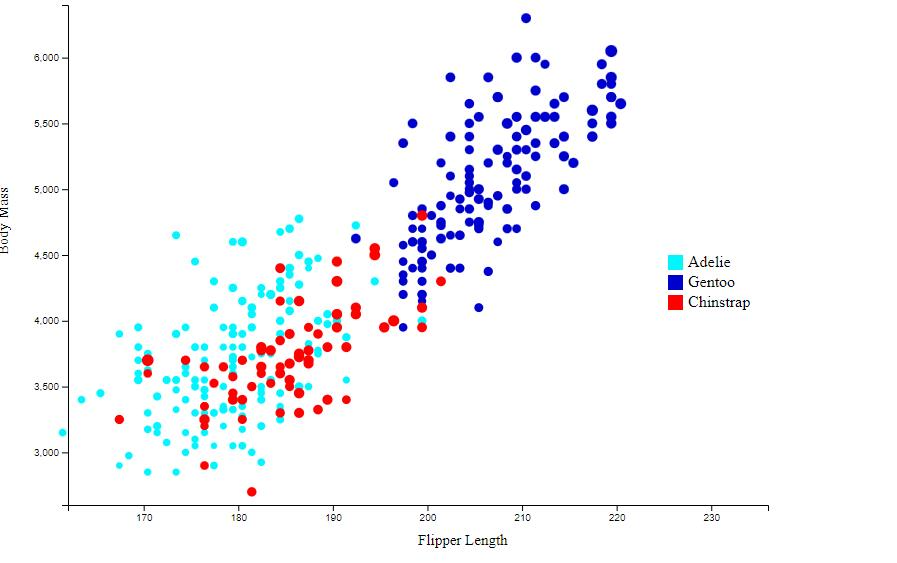 6,000
5,500
5,000
4,500
4,000
3,500
3,000
Body Mass
170 180 190 200 210 220 230
Flipper Length
Adelie
Gentoo
Chinstrap